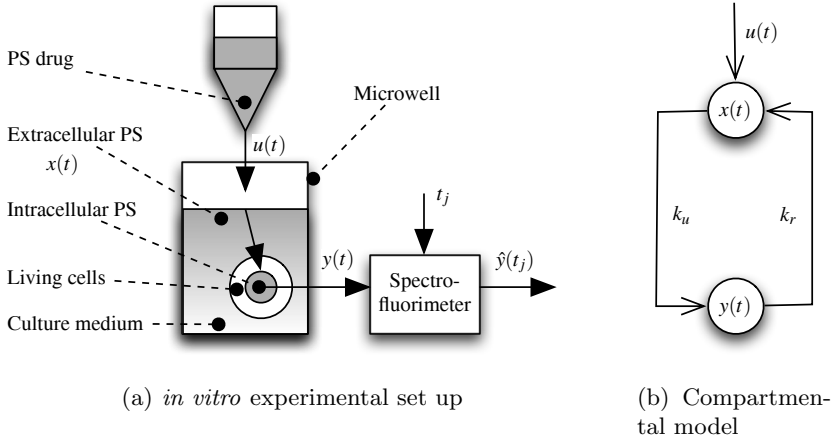 PS drug
Microwell
u(t)
Extracellular PS
x(t)
Intracellular PS
t_j
y(t)
Spectro-
fluorimeter
ŷ(t_j)
Living cells
Culture medium
(a) in vitro experimental set up
u(t)
x(t)
k_u
k_r
y(t)
(b) Compartmen-
tal model